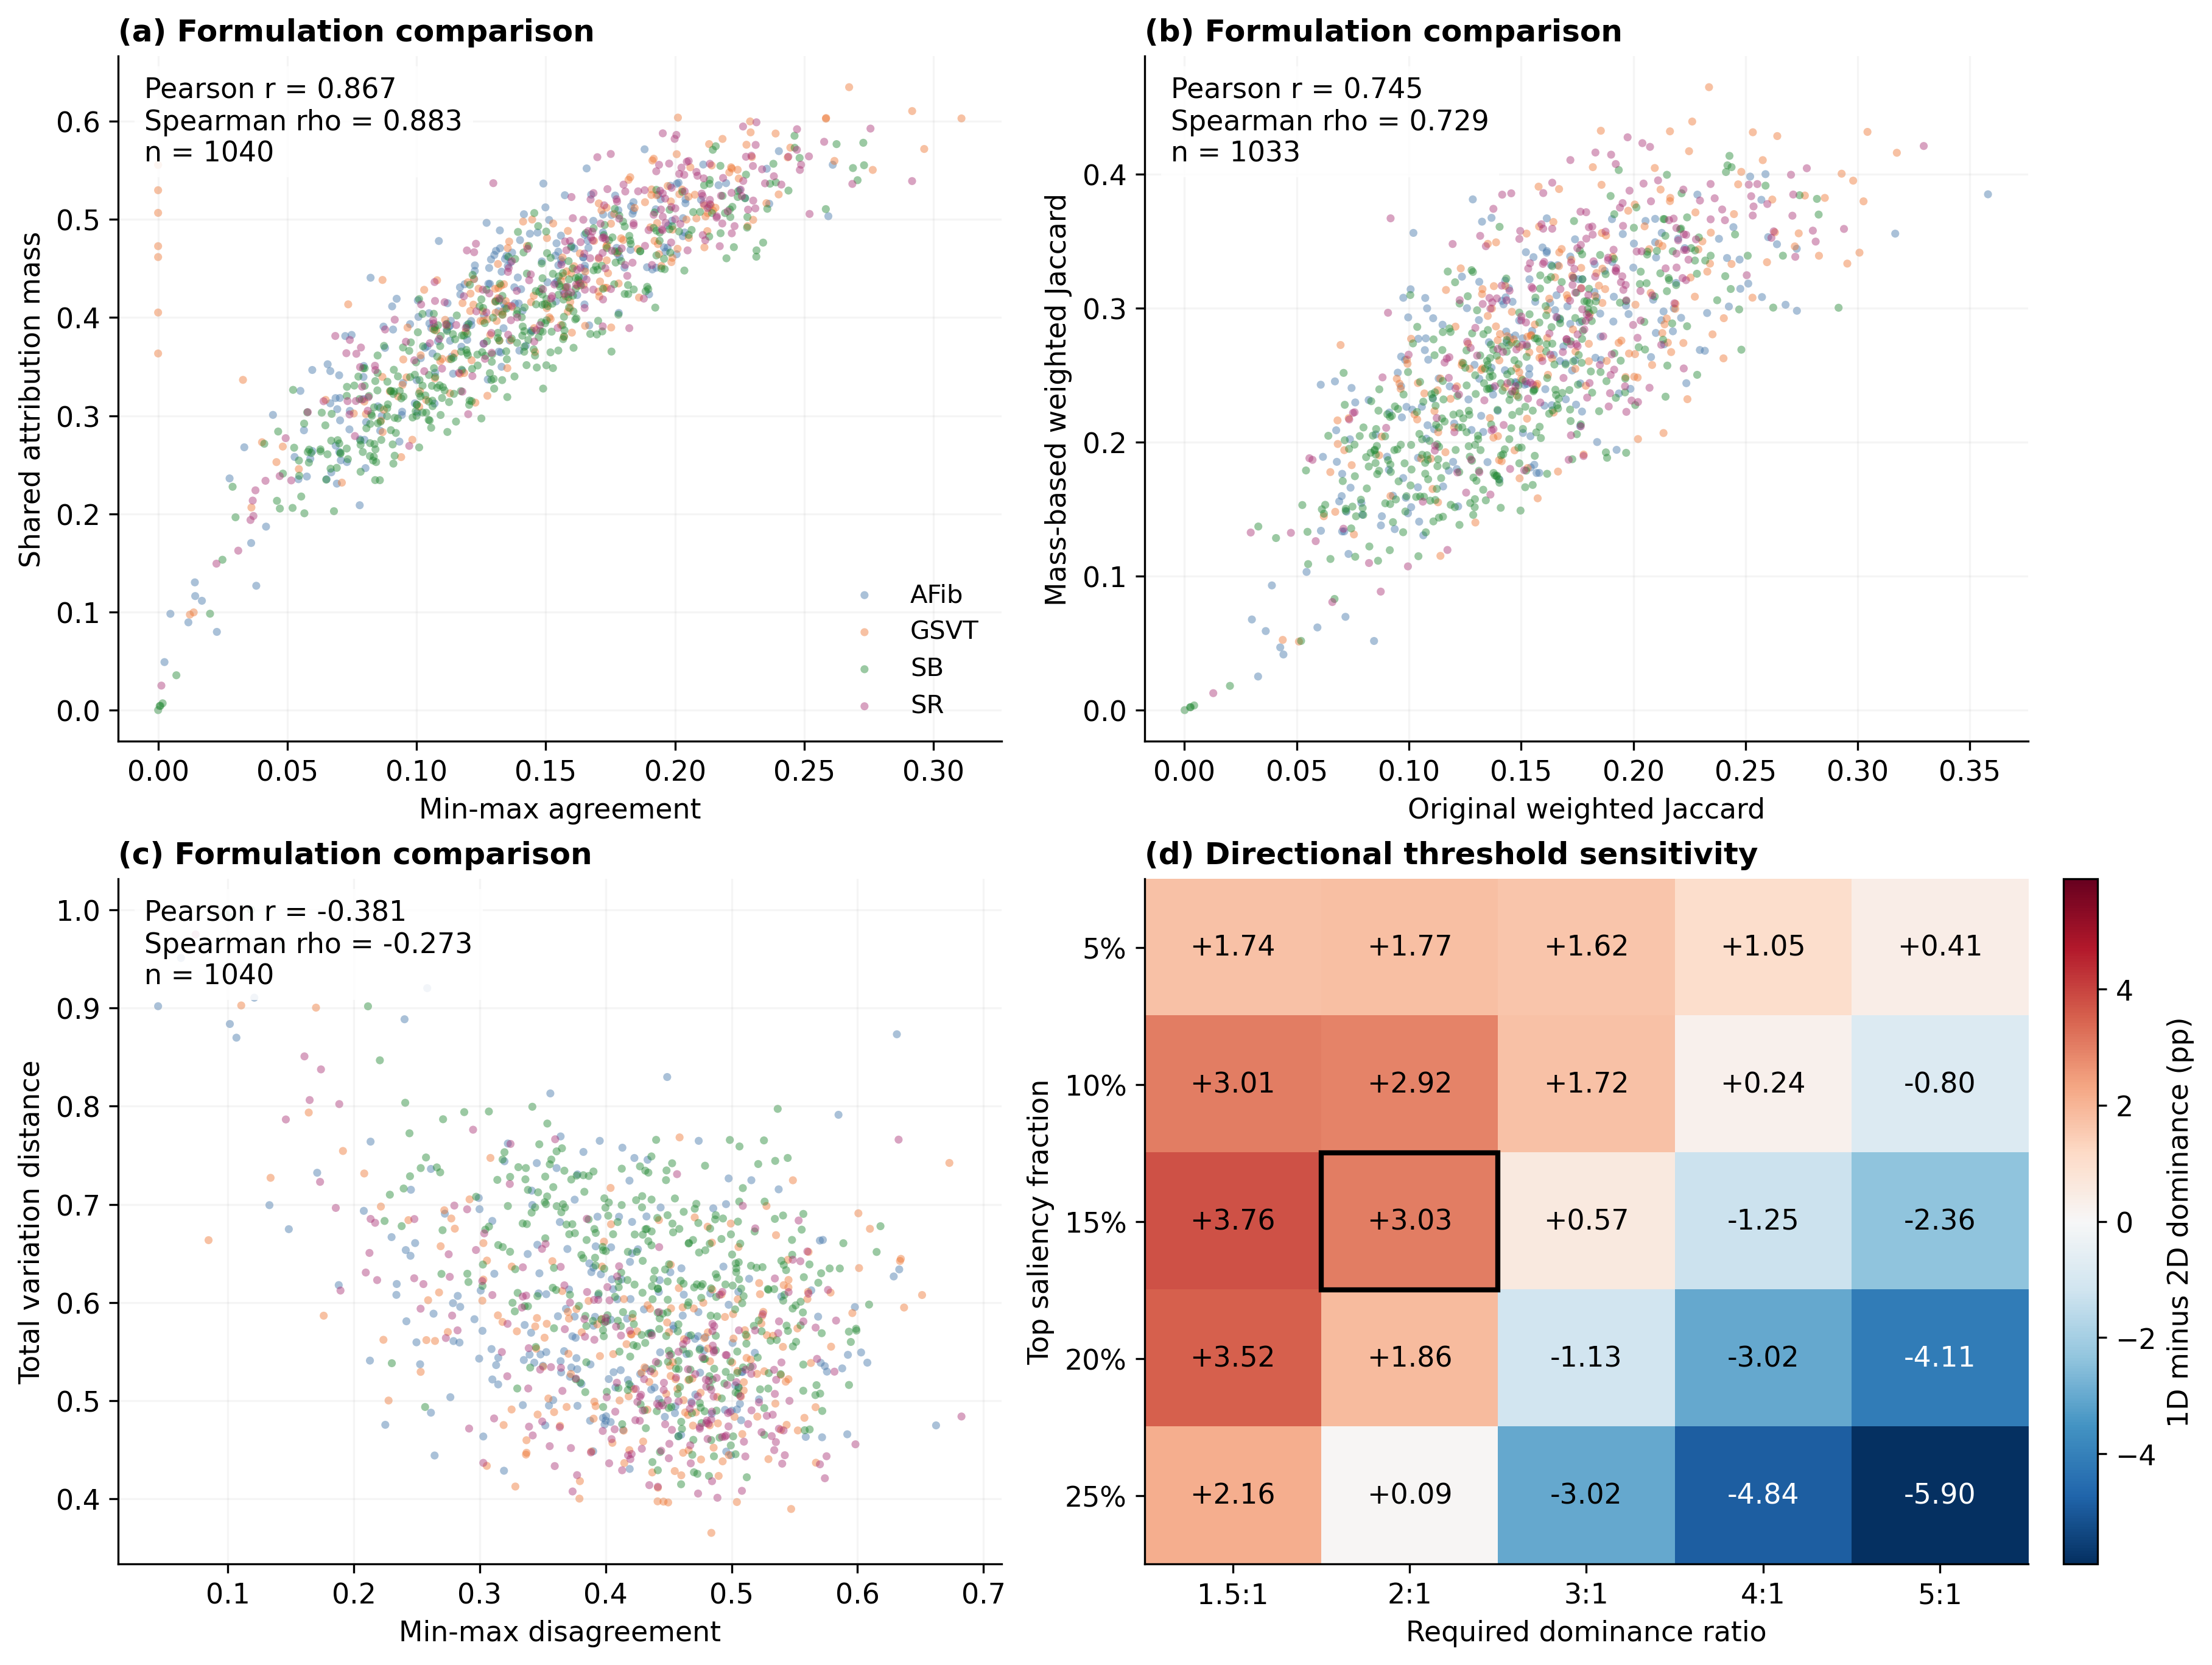 (a) Formulation comparison
Pearson r = 0.867
Spearman rho = 0.883
n = 1040
Shared attribution mass
0.6
0.5
0.4
0.3
0.2
0.1
0.0
AFib
GSVT
SB
SR
0.00 0.05 0.10 0.15 0.20 0.25 0.30
Min-max agreement
(b) Formulation comparison
Pearson r = 0.745
Spearman rho = 0.729
n = 1033
Mass-based weighted Jaccard
0.4
0.3
0.2
0.1
0.0
0.00 0.05 0.10 0.15 0.20 0.25 0.30 0.35
Original weighted Jaccard
(c) Formulation comparison
Pearson r = -0.381
Spearman rho = -0.273
n = 1040
Total variation distance
1.0
0.9
0.8
0.7
0.6
0.5
0.4
0.1 0.2 0.3 0.4 0.5 0.6 0.7
Min-max disagreement
(d) Directional threshold sensitivity
Top saliency fraction
5% +1.74 +1.77 +1.62 +1.05 +0.41
10% +3.01 +2.92 +1.72 +0.24 -0.80
15% +3.76 +3.03 +0.57 -1.25 -2.36
20% +3.52 +1.86 -1.13 -3.02 -4.11
25% +2.16 +0.09 -3.02 -4.84 -5.90
1.5:1 2:1 3:1 4:1 5:1
Required dominance ratio
4
2
0
−2
−4
1D minus 2D dominance (pp)